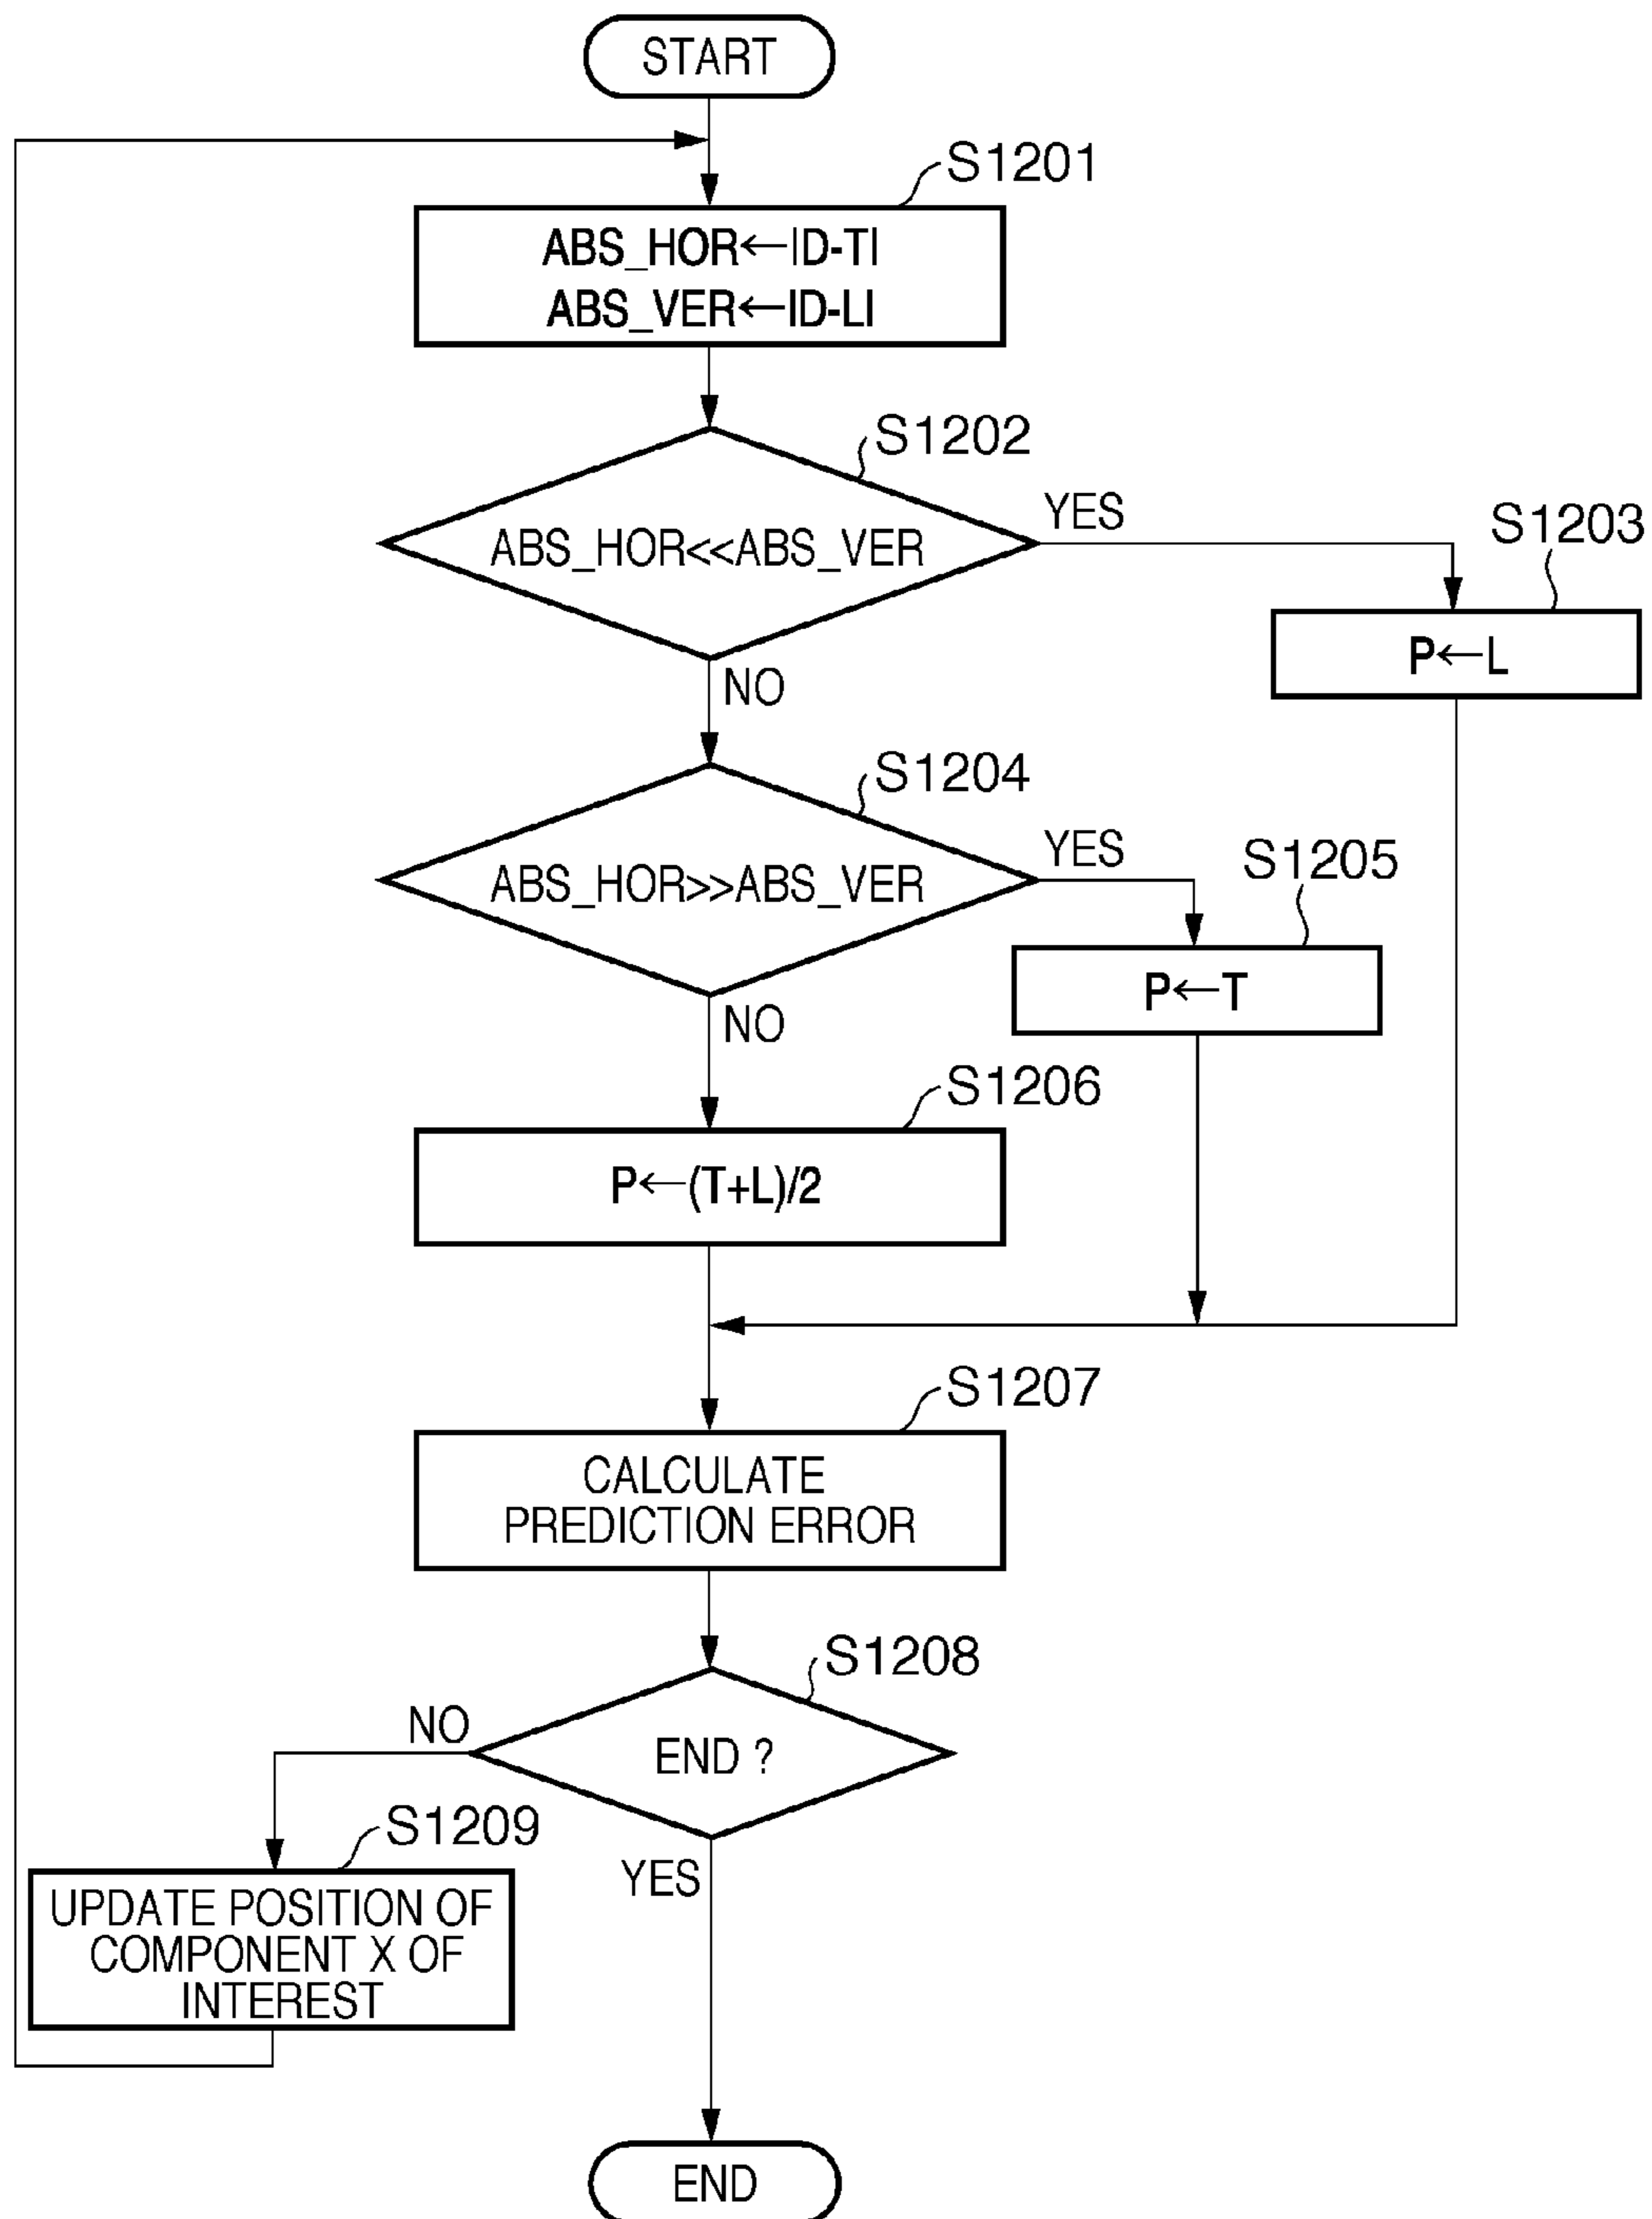 START
S1201
ABS_HOR←|D-T|
ABS_VER←|D-L|
S1202
ABS_HOR<<ABS_VER
YES
S1203
P←L
NO
S1204
ABS_HOR>>ABS_VER
YES
S1205
P←T
NO
S1206
P←(T+L)/2
S1207
CALCULATE
PREDICTION ERROR
S1208
END ?
NO
S1209
UPDATE POSITION OF
COMPONENT X OF
INTEREST
YES
END